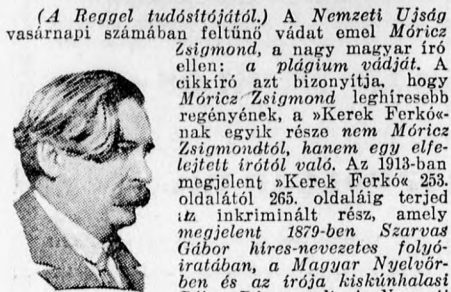 (A Reggel tudósítójától.) A Nemzeti Ujság
vasárnapi számában feltünő vádat emel Móricz
Zsigmond, a nagy magyar író
ellen: a plágium vádját. A
cikkíró azt bizonyítja, hogy
Móricz Zsigmond leghíresebb
regényének, a »Kerek Ferkó«-
nak egyik része nem Móricz
Zsigmondtól, hanem egy elfe-
lejtett írótól való. Az 1913-ban
megjelent »Kerek Ferkó« 253.
oldalától 265. oldaláig terjed
az inkriminált rész, amely
megjelent 1879-ben Szarvas
Gábor híres-nevezetes folyó-
iratában, a Magyar Nyelvőr-
ben és az írója kiskúnhalasi